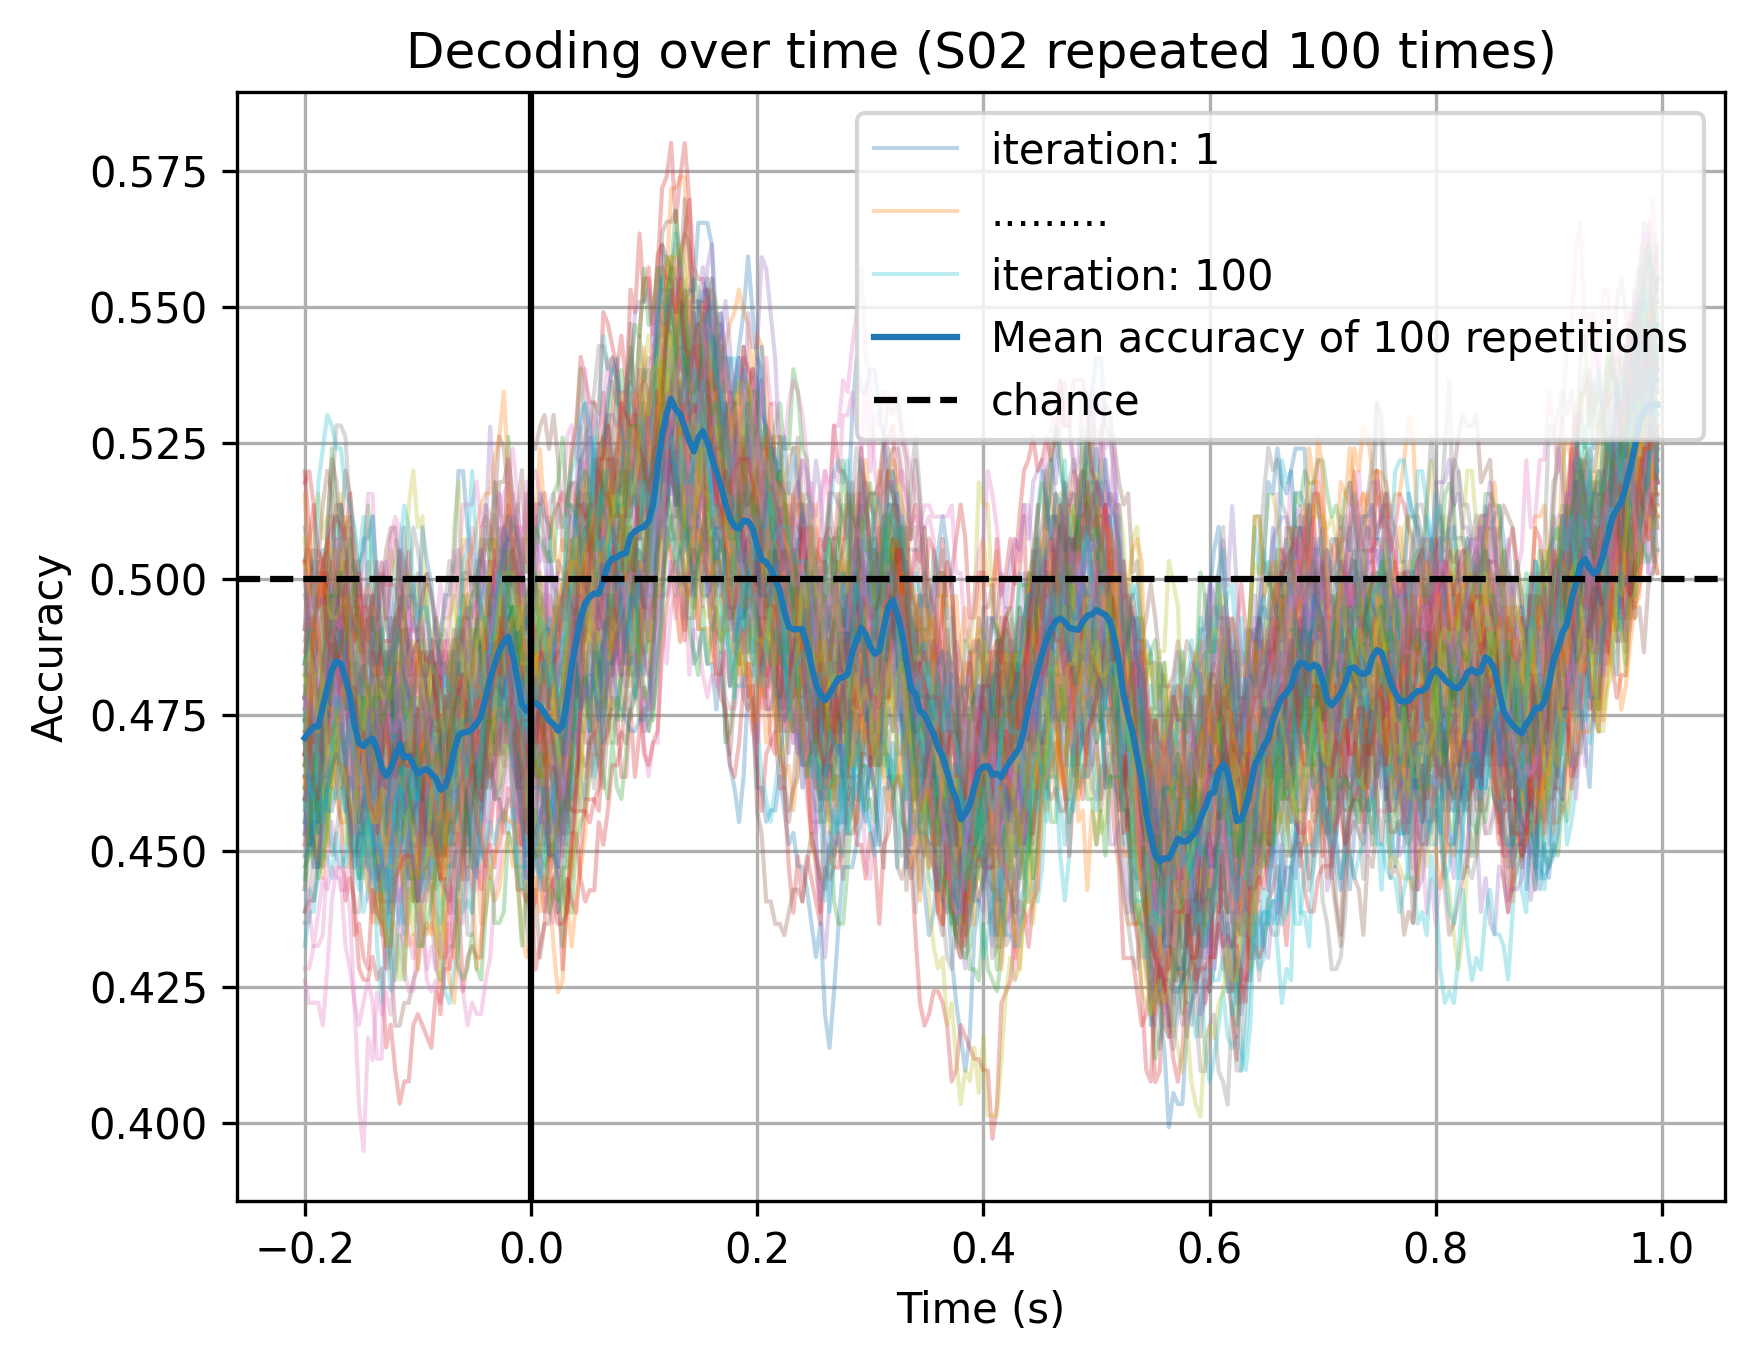 Decoding over time (S02 repeated 100 times)
iteration: 1
.........
iteration: 100
Mean accuracy of 100 repetitions
chance
Accuracy
0.575
0.550
0.525
0.500
0.475
0.450
0.425
0.400
−0.2 0.0 0.2 0.4 0.6 0.8 1.0
Time (s)